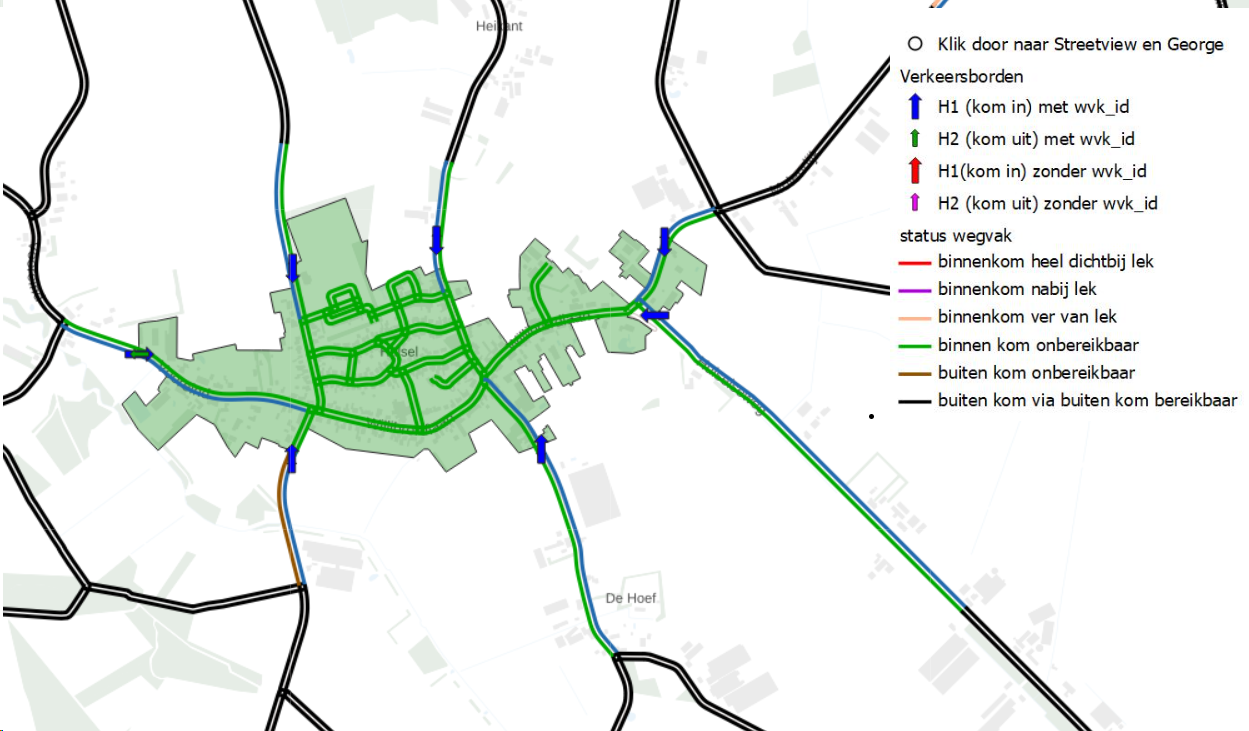 Heikant
Klik door naar Streetview en George
Verkeersborden
H1 (kom in) met wvk_id
H2 (kom uit) met wvk_id
H1(kom in) zonder wvk_id
H2 (kom uit) zonder wvk_id
status wegvak
binnenkom heel dichtbij lek
binnenkom nabij lek
binnenkom ver van lek
binnen kom onbereikbaar
buiten kom onbereikbaar
buiten kom via buiten kom bereikbaar
De Hoef